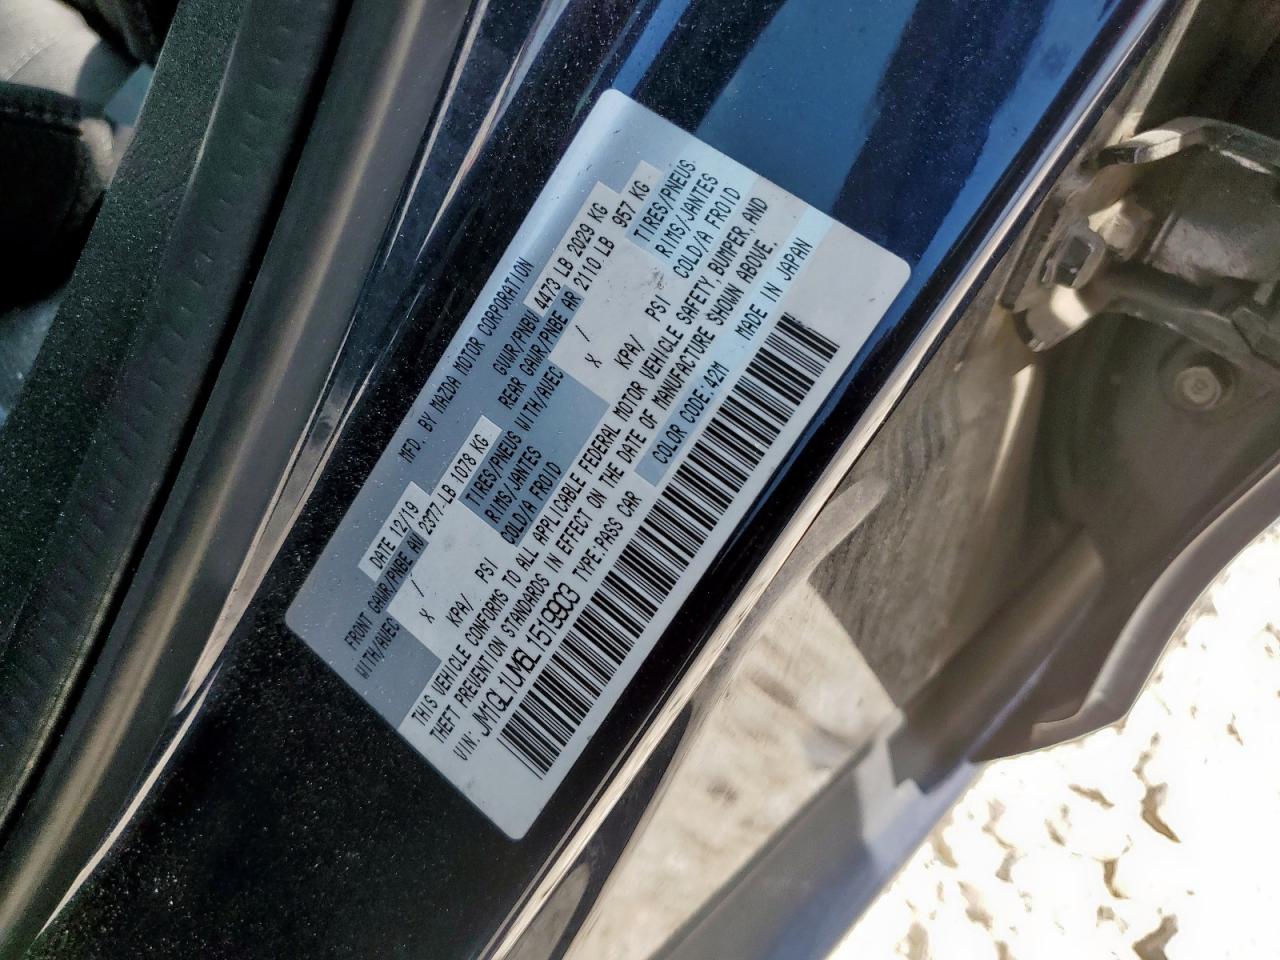 MFD. BY MAZDA MOTOR CORPORATION
DATE 12/19
GVWR/PNBV 4473 LB 2029 KG
FRONT GAWR/PNBE AV 2377 LB 1078 KG
REAR GAWR/PNBE AR 2110 LB 957 KG
WITH/AVEC / TIRES/PNEUS WITH/AVEC / TIRES/PNEUS
X RIMS/JANTES X RIMS/JANTES
KPA/ PSI COLD/A FROID KPA/ PSI COLD/A FROID
THIS VEHICLE CONFORMS TO ALL APPLICABLE FEDERAL MOTOR VEHICLE SAFETY, BUMPER, AND
THEFT PREVENTION STANDARDS IN EFFECT ON THE DATE OF MANUFACTURE SHOWN ABOVE.
VIN: JM1GL1UM6L1519903 TYPE:PASS CAR COLOR CODE:42M MADE IN JAPAN